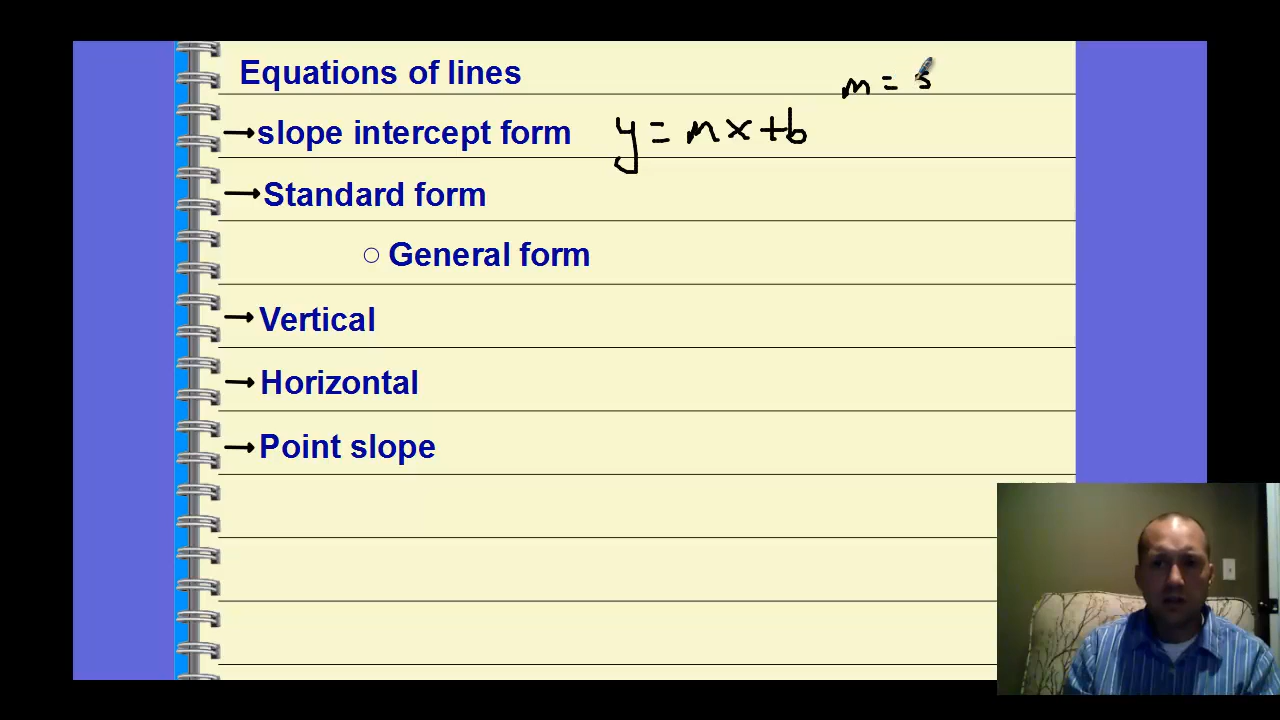 Equations of lines m = s
→ slope intercept form y = mx + b
→ Standard form
○ General form
→ Vertical
→ Horizontal
→ Point slope